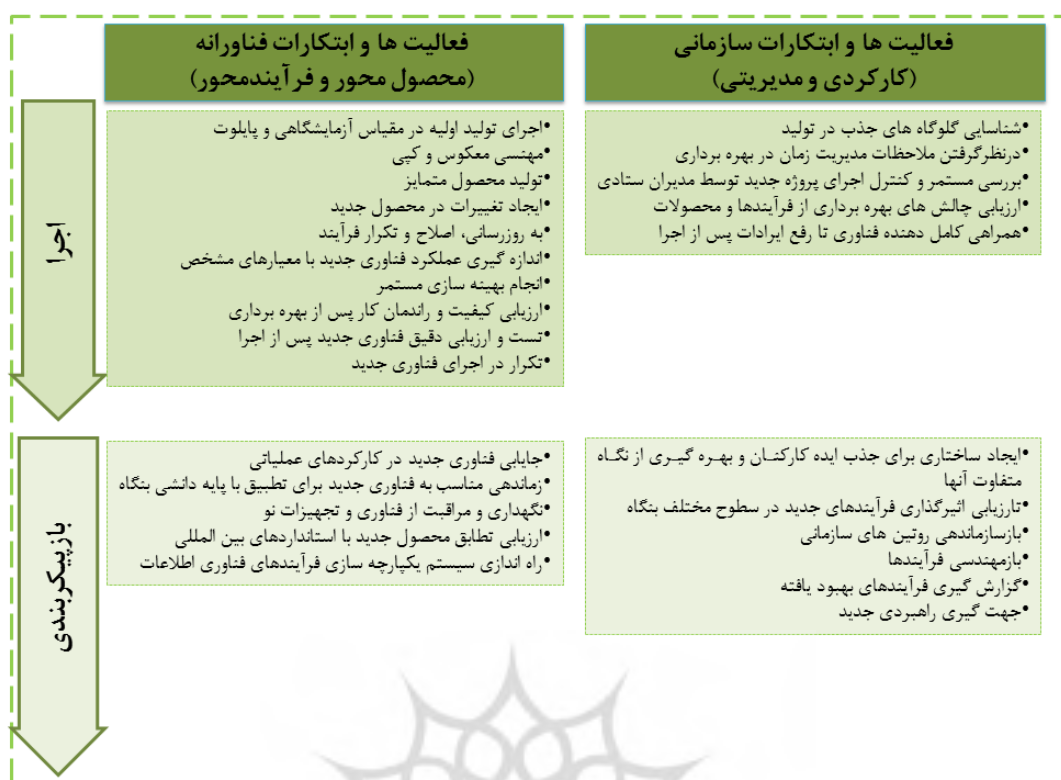 فعالیت ها و ابتکارات سازمانی
(کارکردی و مدیریتی)
فعالیت ها و ابتکارات فناورانه
(محصول محور و فرآیندمحور)
اجرا
•شناسایی گلوگاه های جذب در تولید
•درنظرگرفتن ملاحظات مدیریت زمان در بهره برداری
•بررسی مستمر و کنترل اجرای پروژه جدید توسط مدیران ستادی
•ارزیابی چالش های بهره برداری از فرآیندها و محصولات
•همراهی کامل دهنده فناوری تا رفع ایرادات پس از اجرا
•اجرای تولید اولیه در مقیاس آزمایشگاهی و پایلوت
•مهنسی معکوس و کپی
•تولید محصول متمایز
•ایجاد تغییرات در محصول جدید
•به روزرسانی، اصلاح و تکرار فرآیند
•اندازه گیری عملکرد فناوری جدید با معیارهای مشخص
•انجام بهینه سازی مستمر
•ارزیابی کیفیت و راندمان کار پس از بهره برداری
•تست و ارزیابی دقیق فناوری جدید پس از اجرا
•تکرار در اجرای فناوری جدید
بازپیکربندی
•ایجاد ساختاری برای جذب ایده کارکنـان و بهـره گیـری از نگـاه
متفاوت آنها
•تارزیابی اثیرگذاری فرآیندهای جدید در سطوح مختلف بنگاه
•بازسازماندهی روتین های سازمانی
•بازمهندسی فرآیندها
•گزارش گیری فرآیندهای بهبود یافته
•جهت گیری راهبردی جدید
•جایابی فناوری جدید در کارکردهای عملیاتی
•زماندهی مناسب به فناوری جدید برای تطبیق با پایه دانشی بنگاه
•نگهداری و مراقبت از فناوری و تجهیزات نو
•ارزیابی تطابق محصول جدید با استانداردهای بین المللی
•راه اندازی سیستم یکپارچه سازی فرآیندهای فناوری اطلاعات